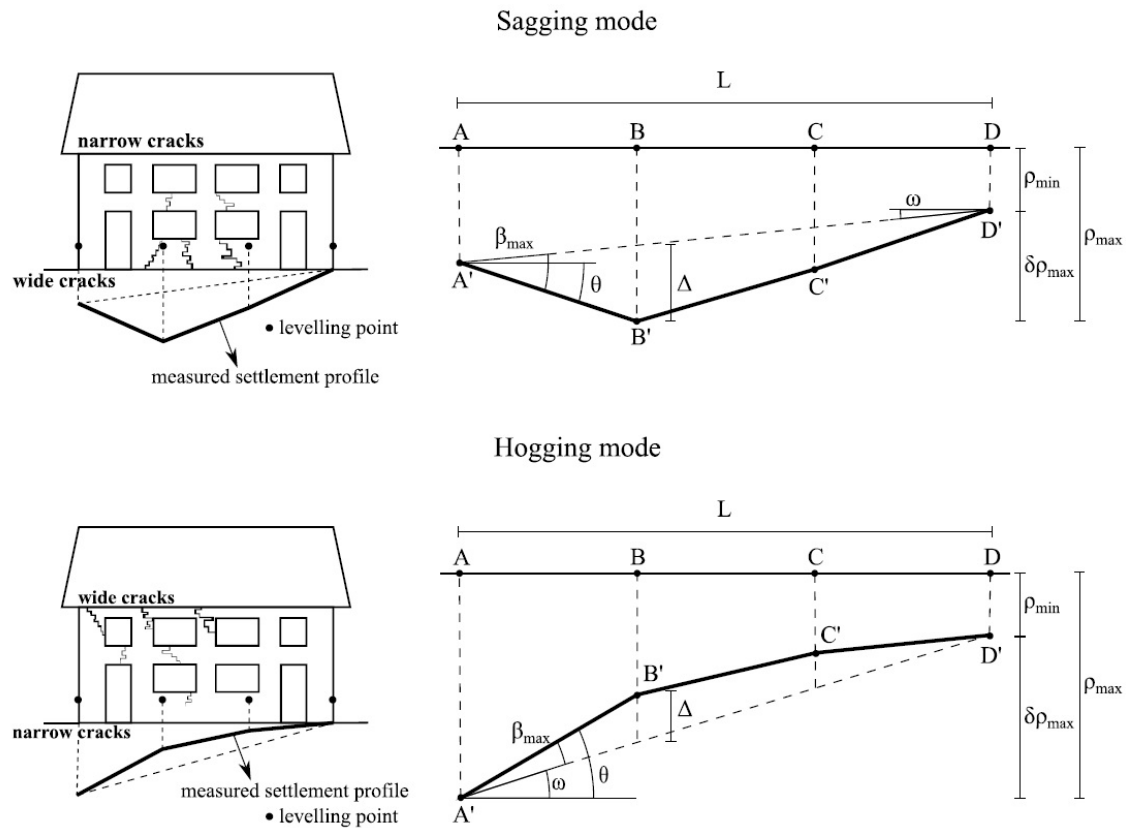 Sagging mode
L
A B C D
narrow cracks
ρmin
ω
ρmax
D'
βmax
δρmax
A' θ Δ C'
wide cracks
B'
• levelling point
measured settlement profile
Hogging mode
L
A B C D
wide cracks
ρmin
C'
D'
B'
ρmax
Δ
δρmax
narrow cracks
βmax
ω θ
measured settlement profile
A'
• levelling point